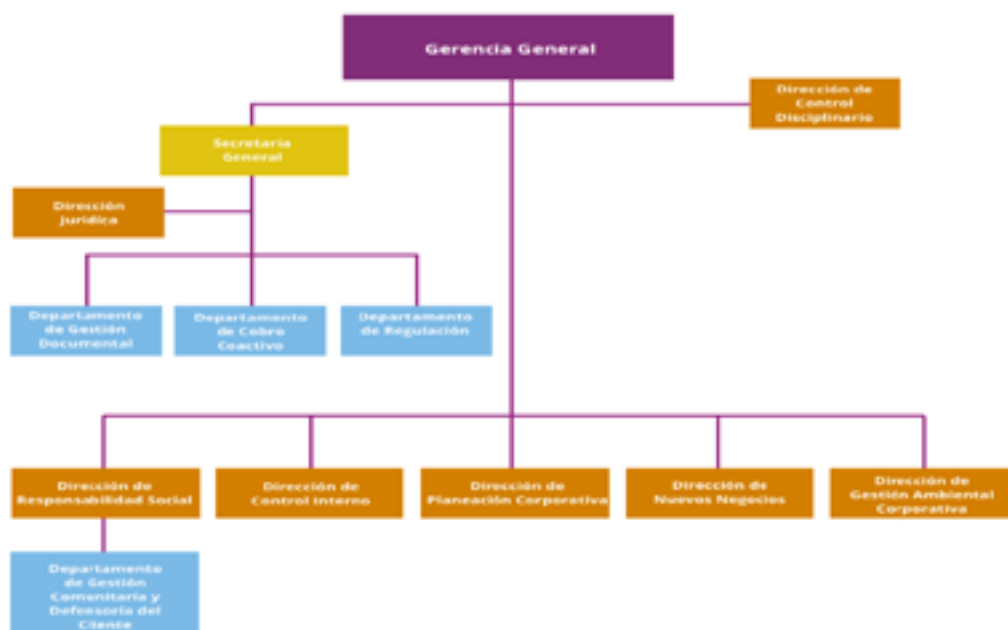 Gerencia General
Dirección de
Control
Disciplinario
Secretaria
General
Dirección
Jurídica
Departamento
de Gestión
Documental
Departamento
de Cobro
Coactivo
Departamento
de Regulación
Dirección de
Responsabilidad Social
Dirección de
Control Interno
Dirección de
Planeación Corporativa
Dirección de
Nuevos Negocios
Dirección de
Gestión Ambiental
Corporativa
Departamento
de Gestión
Comunitaria y
Defensoría del
Cliente